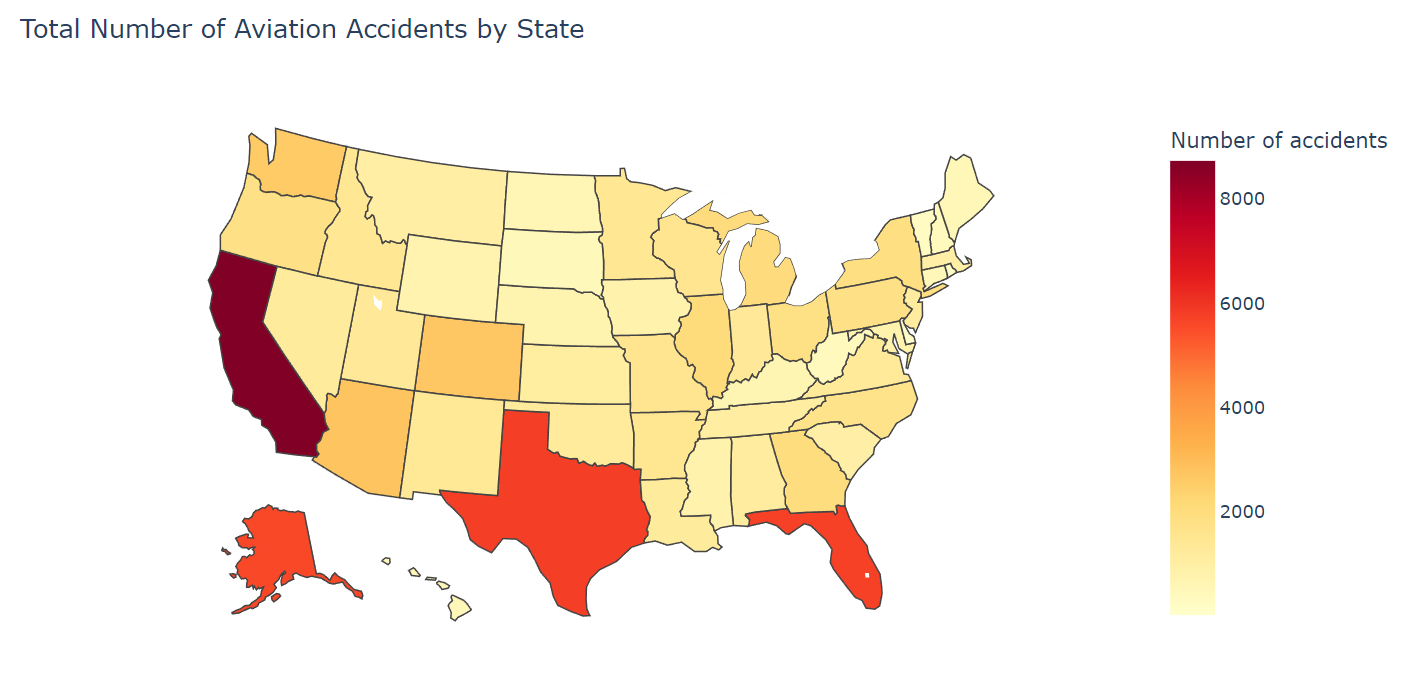 Total Number of Aviation Accidents by State
Number of accidents
8000
6000
4000
2000